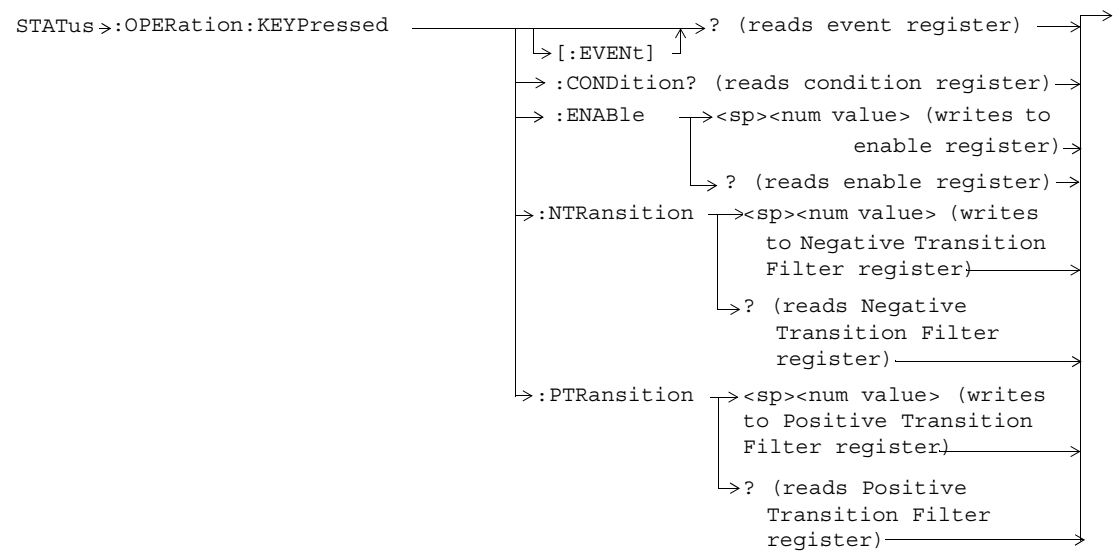 STATus :OPERation:KEYPressed
? (reads event register)
[:EVENt]
:CONDition? (reads condition register)
:ENABle <sp><num value> (writes to
enable register)
? (reads enable register)
:NTRansition <sp><num value> (writes
to Negative Transition
Filter register)
? (reads Negative
Transition Filter
register)
:PTRansition <sp><num value> (writes
to Positive Transition
Filter register)
? (reads Positive
Transition Filter
register)